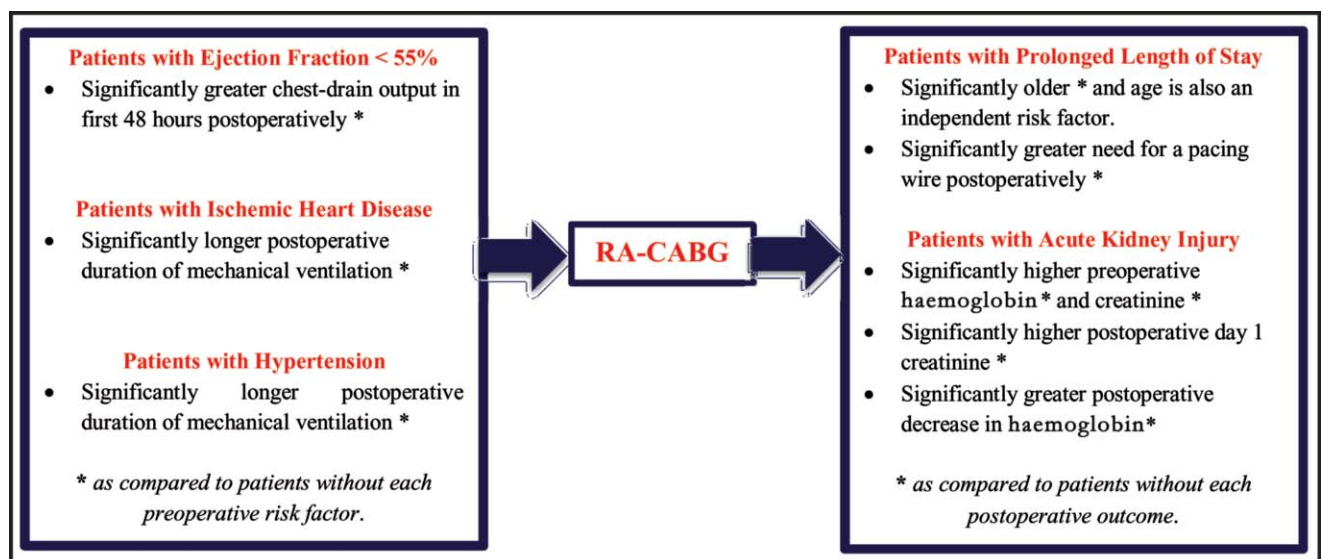 Patients with Ejection Fraction < 55%
• Significantly greater chest-drain output in
first 48 hours postoperatively *
Patients with Ischemic Heart Disease
• Significantly longer postoperative
duration of mechanical ventilation *
Patients with Hypertension
• Significantly longer postoperative
duration of mechanical ventilation *
* as compared to patients without each
preoperative risk factor.
RA-CABG
Patients with Prolonged Length of Stay
• Significantly older * and age is also an
independent risk factor.
• Significantly greater need for a pacing
wire postoperatively *
Patients with Acute Kidney Injury
• Significantly higher preoperative
haemoglobin * and creatinine *
• Significantly higher postoperative day 1
creatinine *
• Significantly greater postoperative
decrease in haemoglobin*
* as compared to patients without each
postoperative outcome.